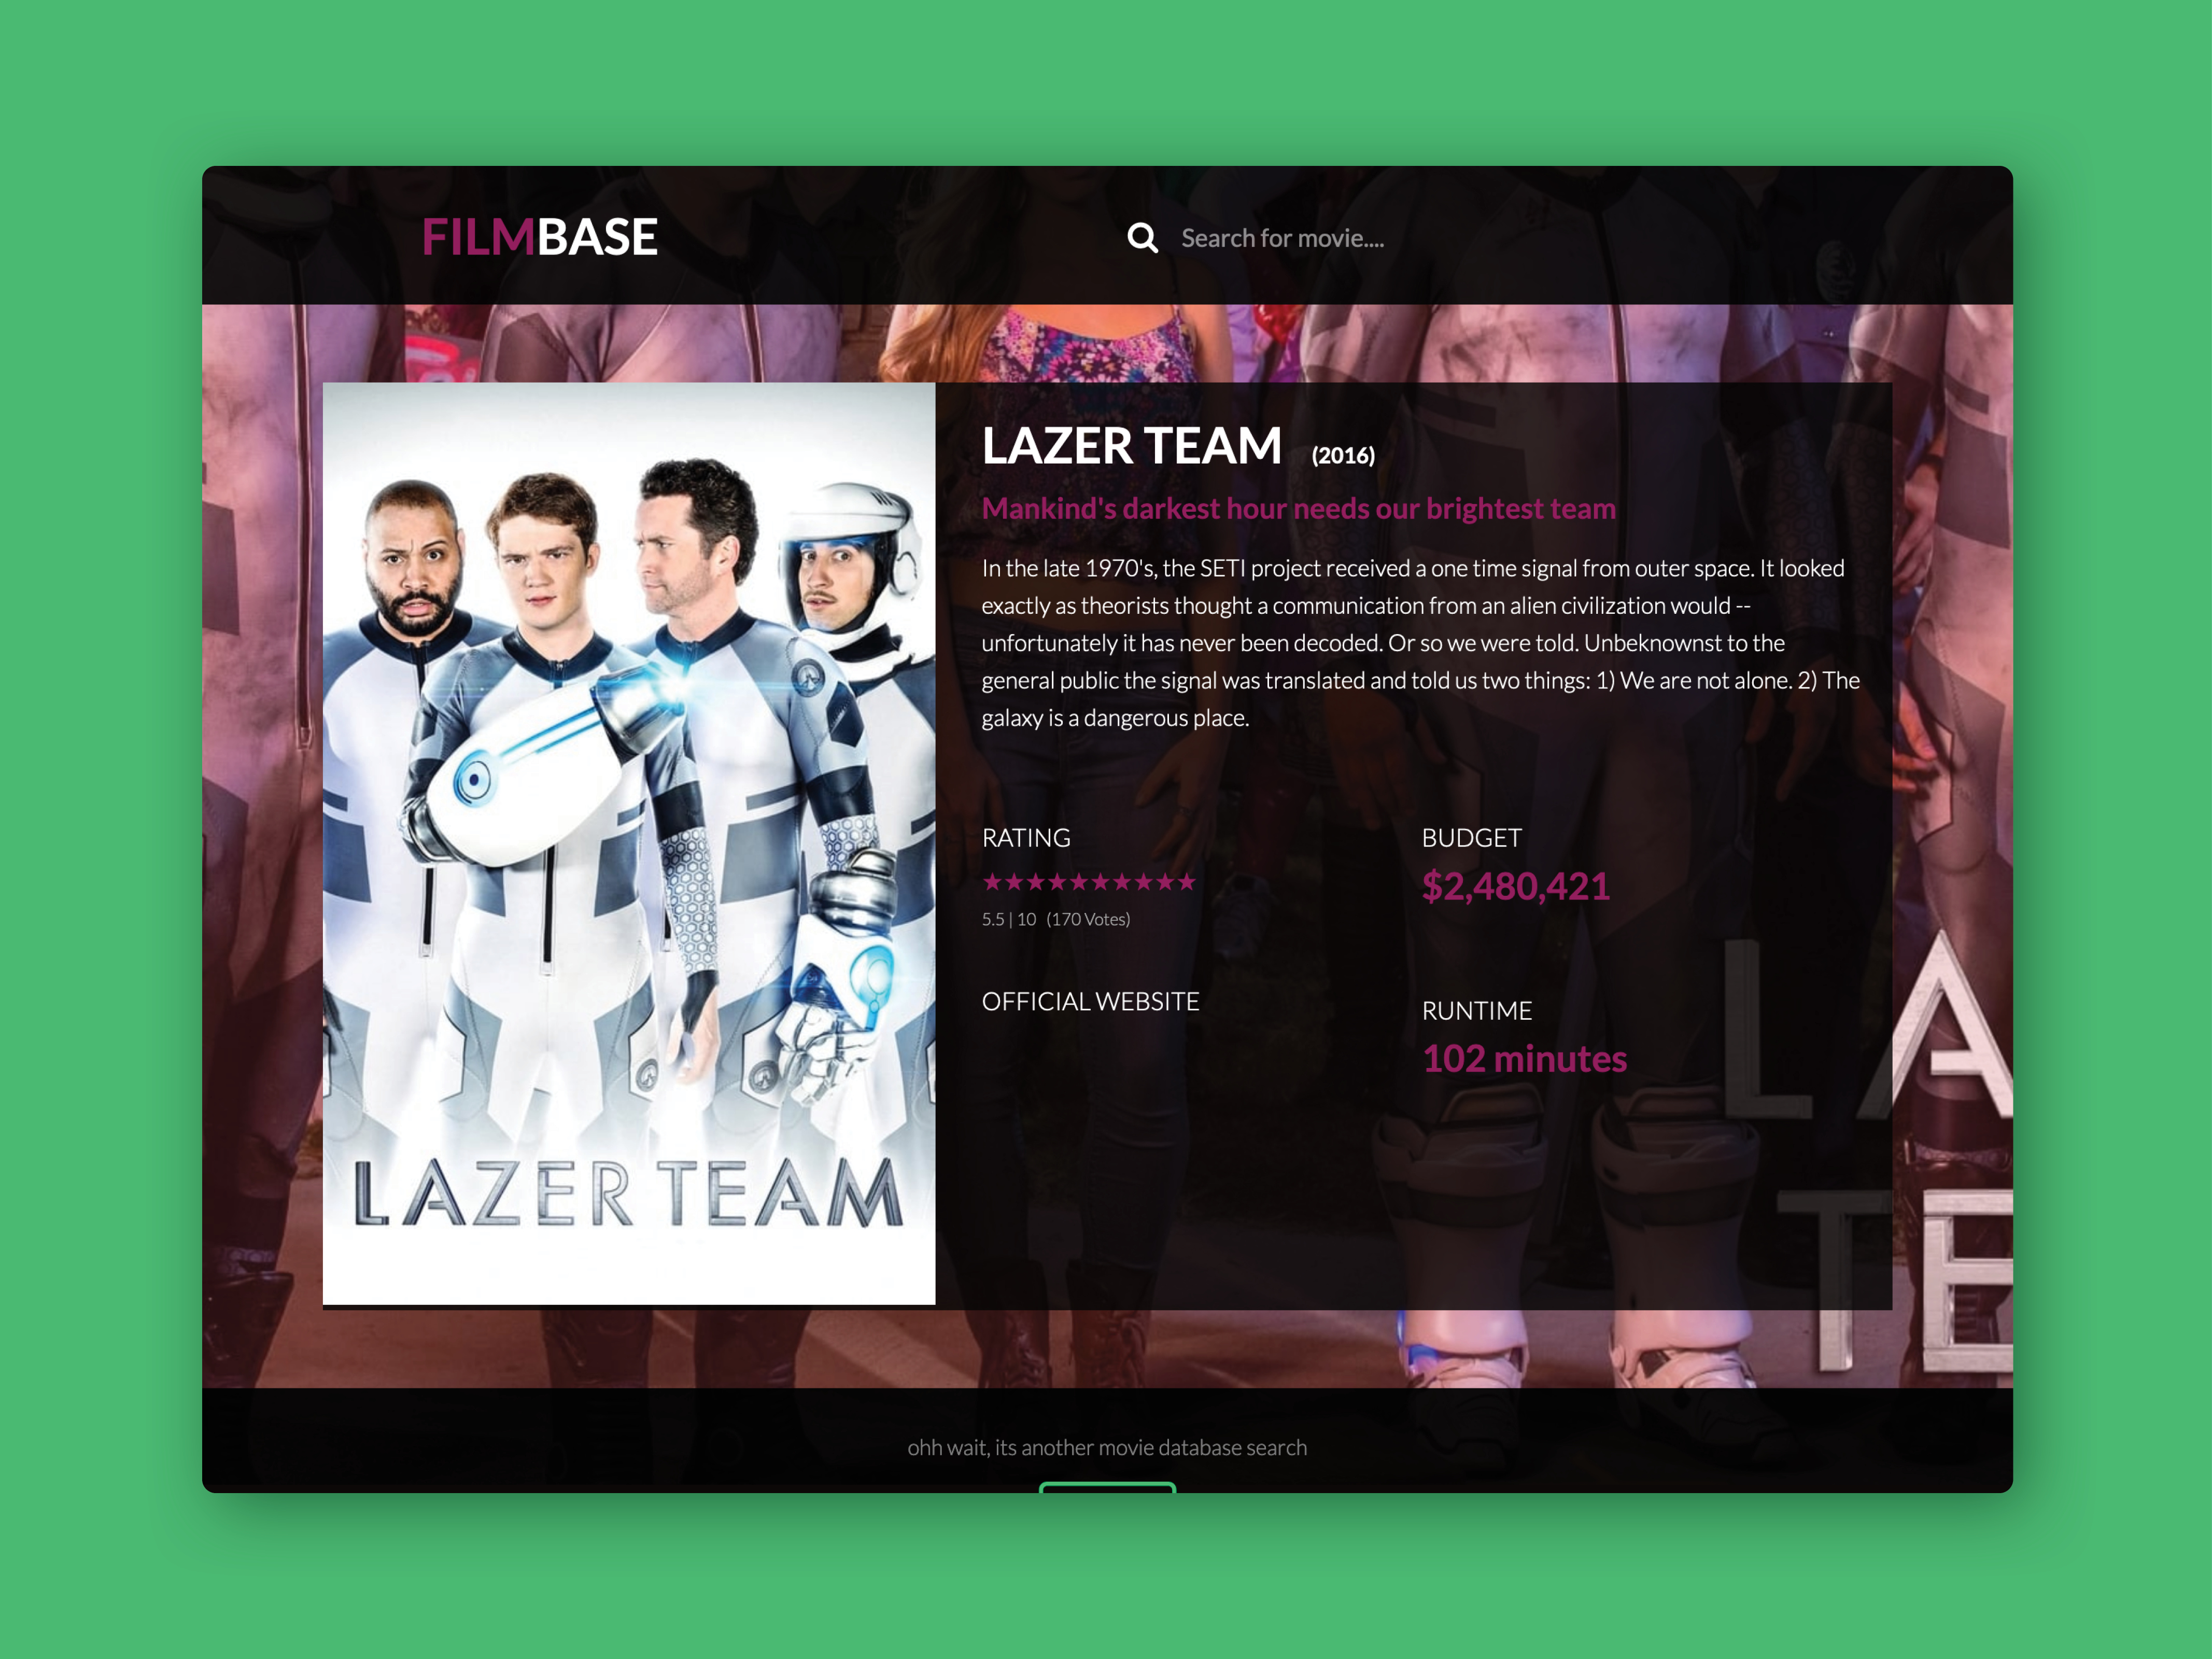 FILMBASE
Search for movie....
LAZER TEAM (2016)
Mankind's darkest hour needs our brightest team
In the late 1970's, the SETI project received a one time signal from outer space. It looked
exactly as theorists thought a communication from an alien civilization would --
unfortunately it has never been decoded. Or so we were told. Unbeknownst to the
general public the signal was translated and told us two things: 1) We are not alone. 2) The
galaxy is a dangerous place.
RATING
★★★★★★★★★★
5.5 | 10 (170 Votes)
OFFICIAL WEBSITE
BUDGET
$2,480,421
RUNTIME
102 minutes
LAZER TEAM
LA
TE
ohh wait, its another movie database search